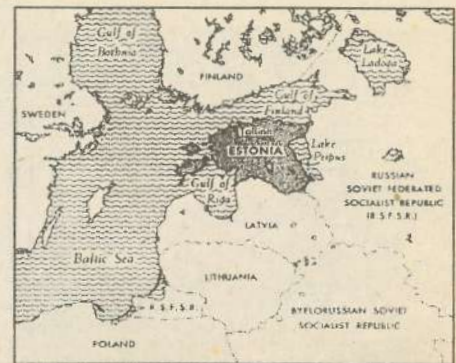 Gulf of
Bothnia
FINLAND
Lake
Ladoga
SWEDEN
Gulf of
Finland
Tallinn
ESTONIA
Lake
Peipus
Gulf of
Riga
RUSSIAN
SOVIET FEDERATED
SOCIALIST REPUBLIC
(R.S.F.S.R.)
LATVIA
Baltic Sea
LITHUANIA
R.S.F.S.R.
BYELORUSSIAN SOVIET
SOCIALIST REPUBLIC
POLAND